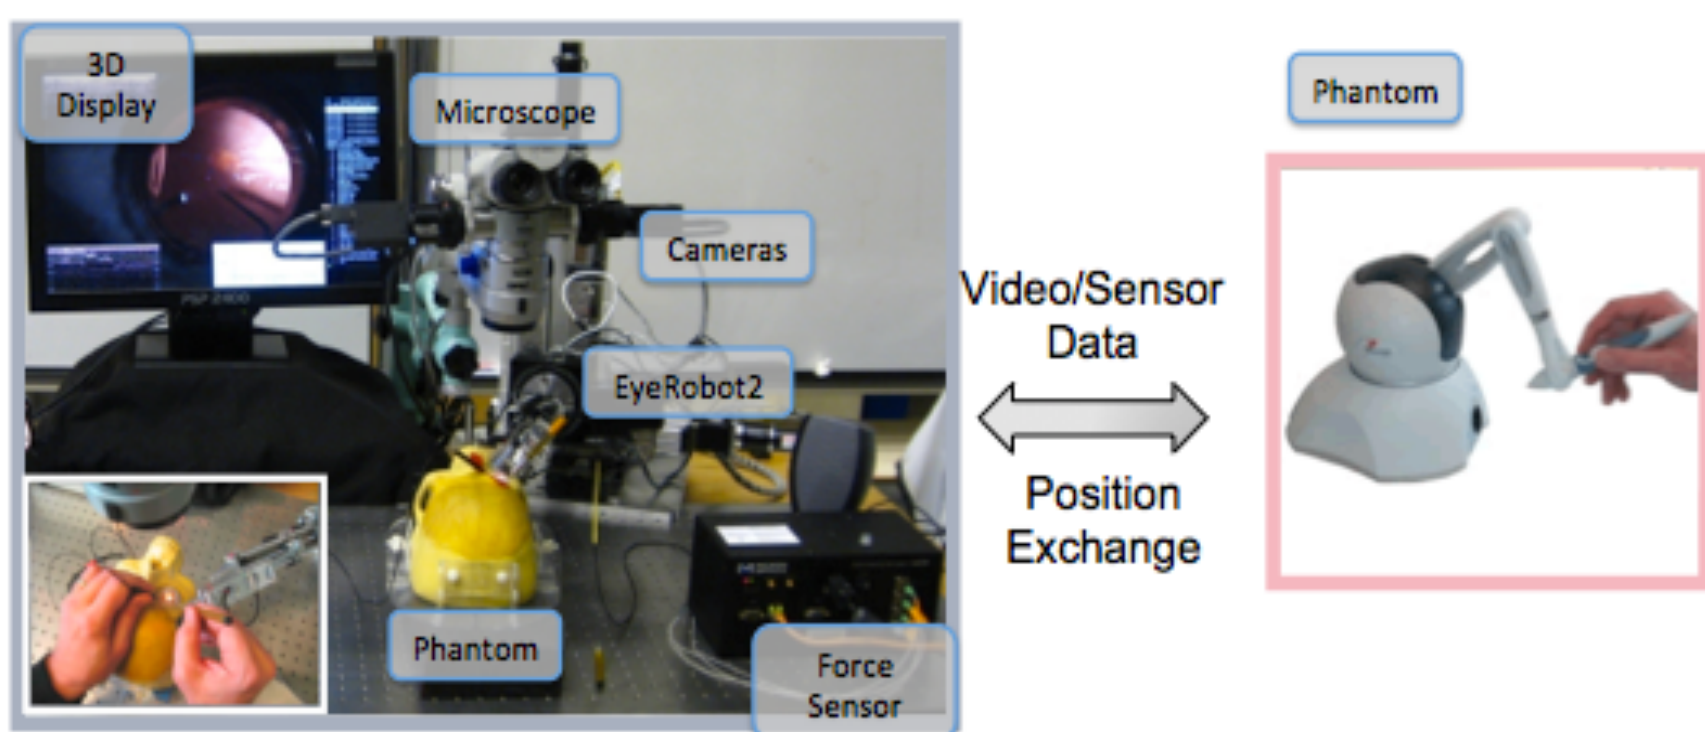 3D
Display
Microscope
Cameras
EyeRobot2
Phantom
Force
Sensor
Video/Sensor
Data
Position
Exchange
Phantom